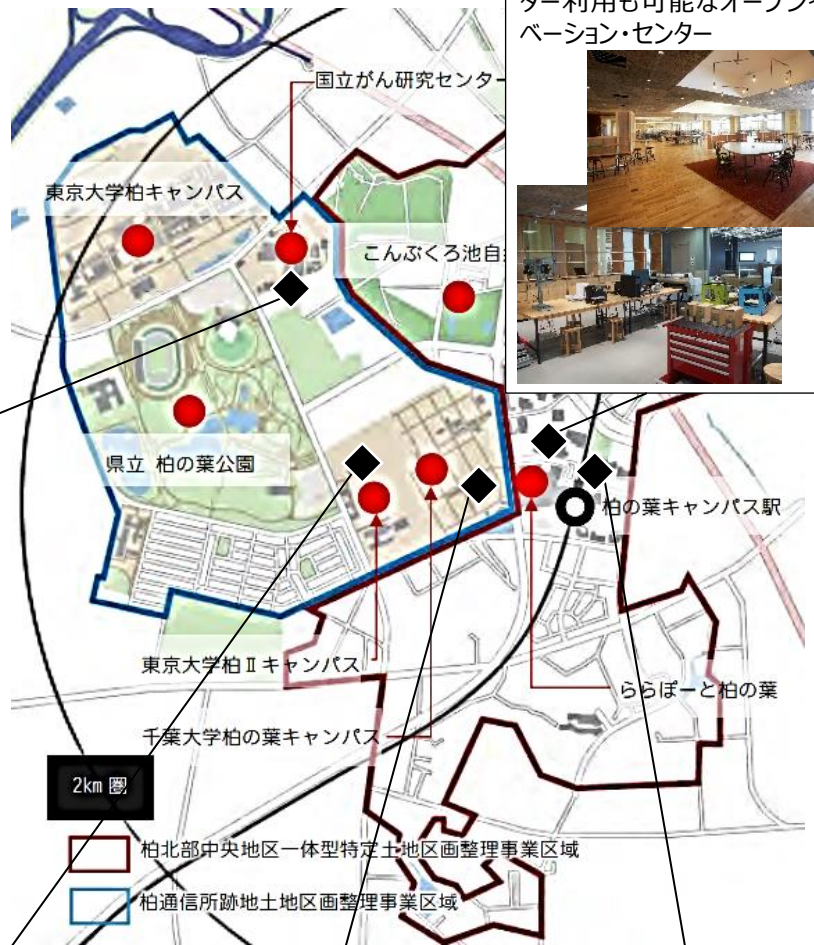 ター利用も可能なオープンイ
ベーション・センター
国立がん研究センター
東京大学柏キャンパス
こんぶくろ池自
県立 柏の葉公園
柏の葉キャンパス駅
東京大学柏Ⅱキャンパス
ららぽーと柏の葉
千葉大学柏の葉キャンパス
2km 圏
柏北部中央地区一体型特定土地区画整理事業区域
柏通信所跡地土地区画整理事業区域